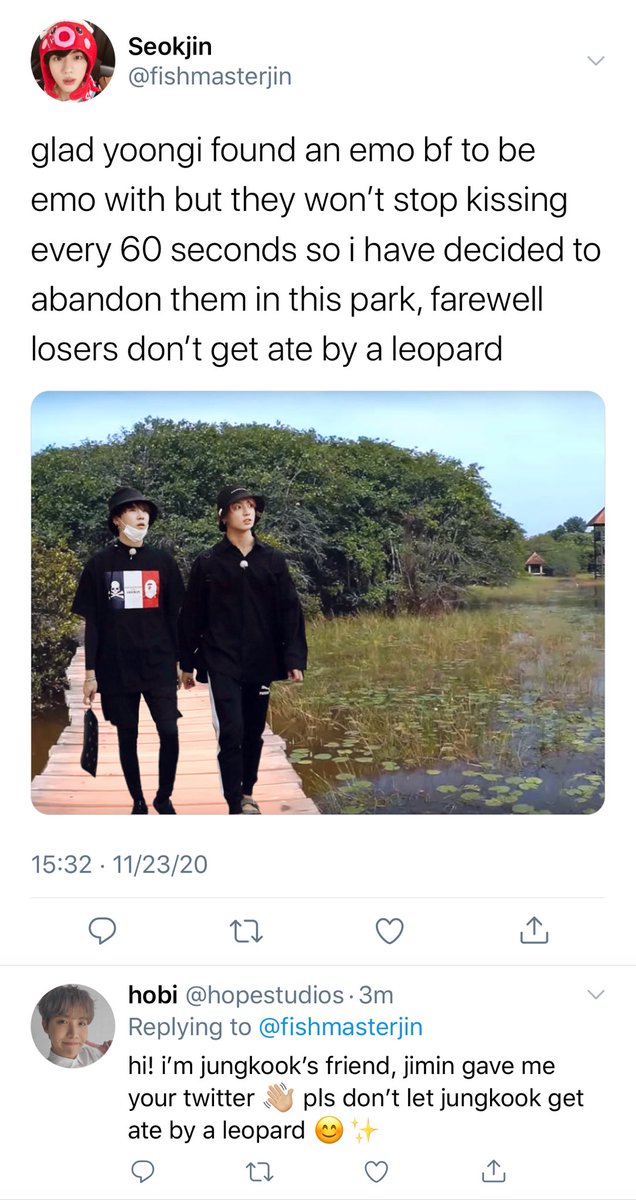 Seokjin
@fishmasterjin
glad yoongi found an emo bf to be
emo with but they won’t stop kissing
every 60 seconds so i have decided to
abandon them in this park, farewell
losers don’t get ate by a leopard
15:32 · 11/23/20
hobi @hopestudios · 3m
Replying to @fishmasterjin
hi! i’m jungkook’s friend, jimin gave me
your twitter 👋🏼 pls don’t let jungkook get
ate by a leopard 😊✨